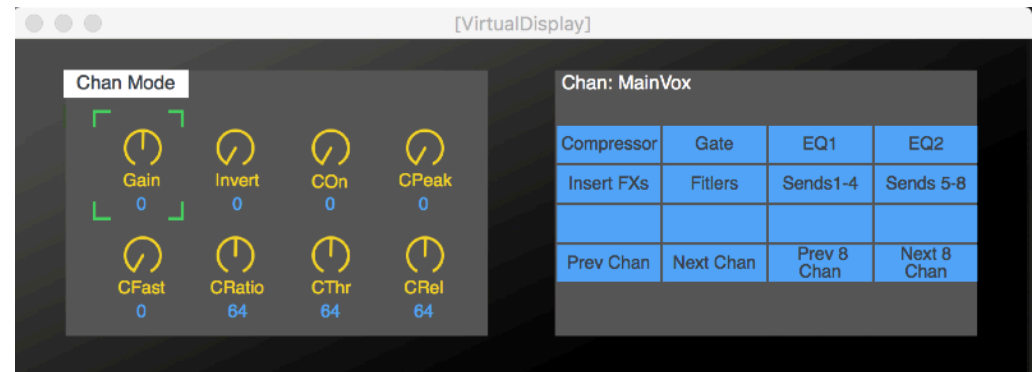 [VirtualDisplay]
Chan Mode
Gain Invert COn CPeak
0 0 0 0
CFast CRatio CThr CRel
0 64 64 64
Chan: MainVox
Compressor Gate EQ1 EQ2
Insert FXs Fitlers Sends1-4 Sends 5-8
Prev Chan Next Chan Prev 8 Chan Next 8 Chan